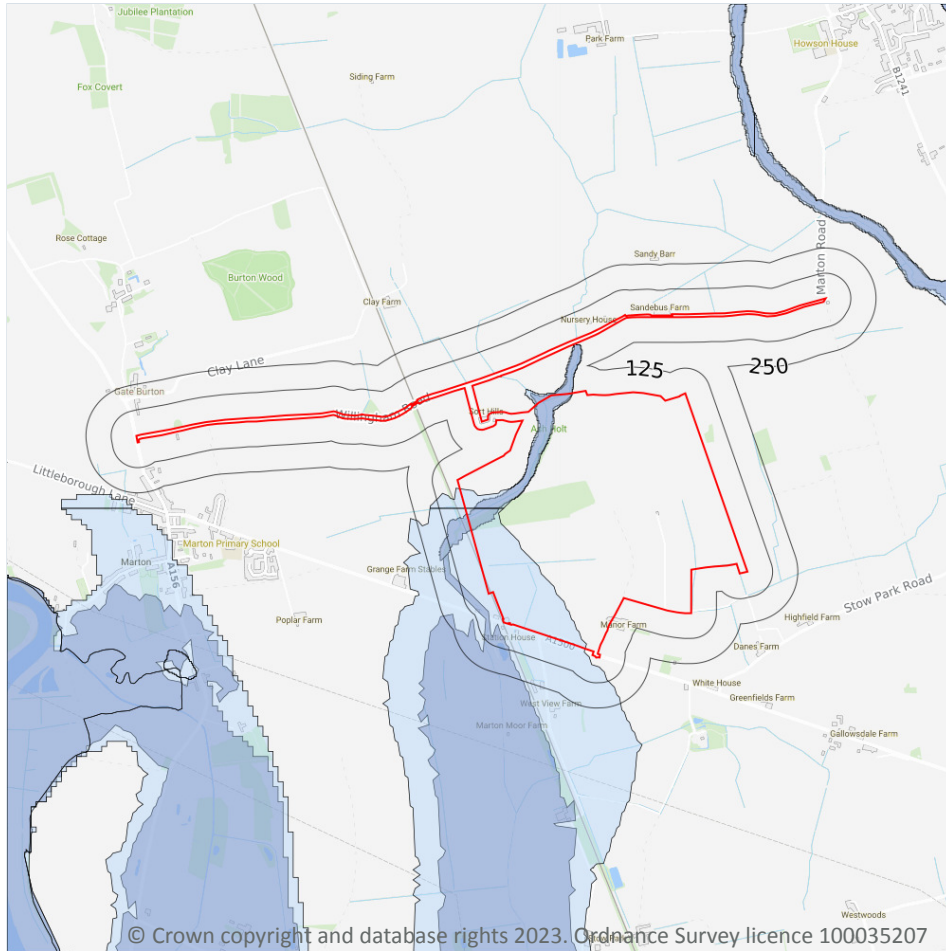 Jubilee Plantation
Park Farm
Howson House
B1241
Siding Farm
Fox Covert
Rose Cottage
Burton Wood
Sandy Barr
Marton Road
Clay Farm
Sandebus Farm
Nursery House
Clay Lane
125
250
Gate Burton
Willingham Road
Gort Hills
Ash Holt
Littleborough Lane
Marton Primary School
Marton
A156
Grange Farm Stables
Stow Park Road
Poplar Farm
Station House
A1500
Manor Farm
Highfield Farm
Danes Farm
White House
West View Farm
Greenfields Farm
Marton Moor Farm
Gallowsdale Farm
Westwoods
© Crown copyright and database rights 2023. Ordnance Survey licence 100035207